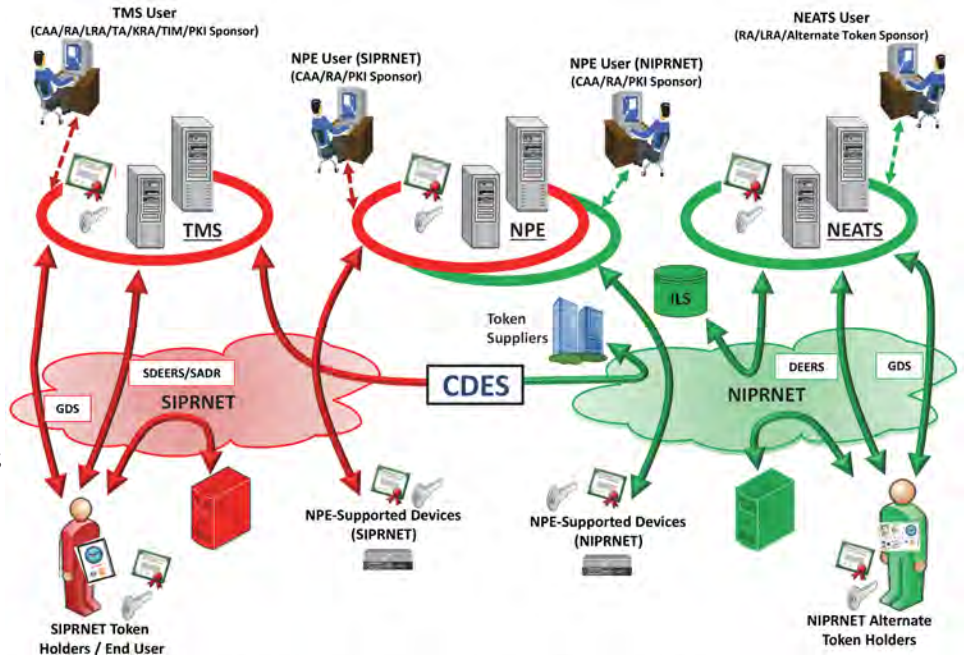 TMS User
(CAA/RA/LRA/TA/KRA/TIM/PKI Sponsor)
NPE User (SIPRNET)
(CAA/RA/PKI Sponsor)
NPE User (NIPRNET)
(CAA/RA/PKI Sponsor)
NEATS User
(RA/LRA/Alternate Token Sponsor)
TMS
NPE
NEATS
ILS
Token
Suppliers
SDEERS/SADR
SIPRNET
GDS
CDES
DEERS
GDS
NIPRNET
NPE-Supported Devices
(SIPRNET)
NPE-Supported Devices
(NIPRNET)
SIPRNET Token
Holders / End User
NIPRNET Alternate
Token Holders